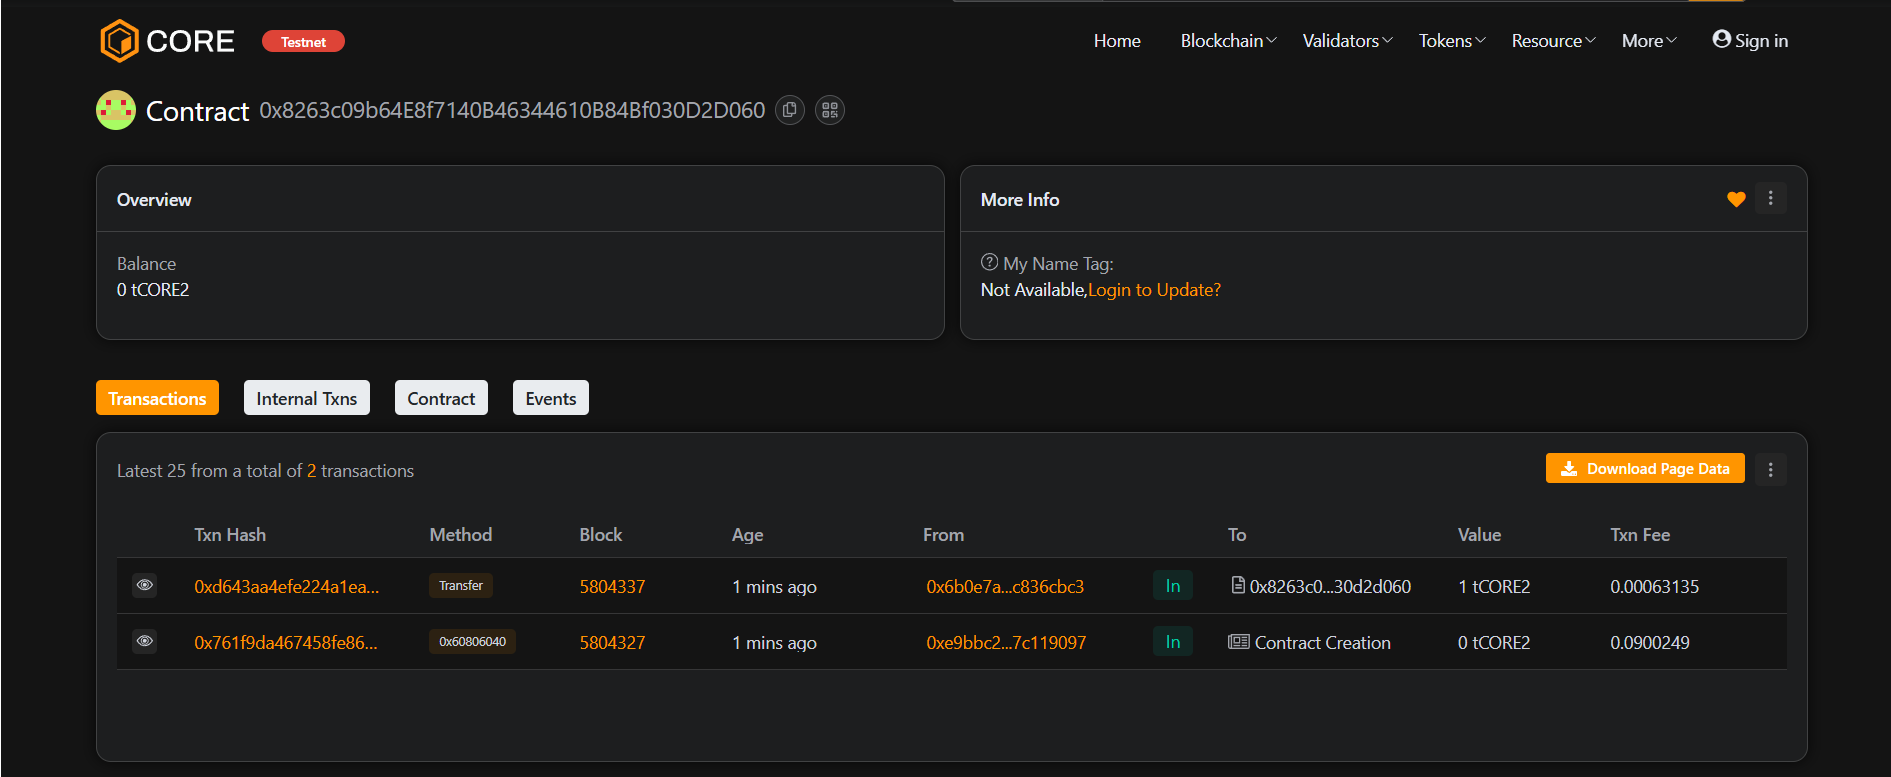 CORE Testnet Home Blockchain Validators Tokens Resource More Sign in
Contract 0x8263c09b64E8f7140B46344610B84Bf030D2D060
Overview
Balance
0 tCORE2
More Info
My Name Tag:
Not Available,Login to Update?
Transactions Internal Txns Contract Events
Latest 25 from a total of 2 transactions Download Page Data
Txn Hash Method Block Age From To Value Txn Fee
0xd643aa4efe224a1ea... Transfer 5804337 1 mins ago 0x6b0e7a...c836cbc3 In 0x8263c0...30d2d060 1 tCORE2 0.00063135
0x761f9da467458fe86... 0x60806040 5804327 1 mins ago 0xe9bbc2...7c119097 In Contract Creation 0 tCORE2 0.0900249